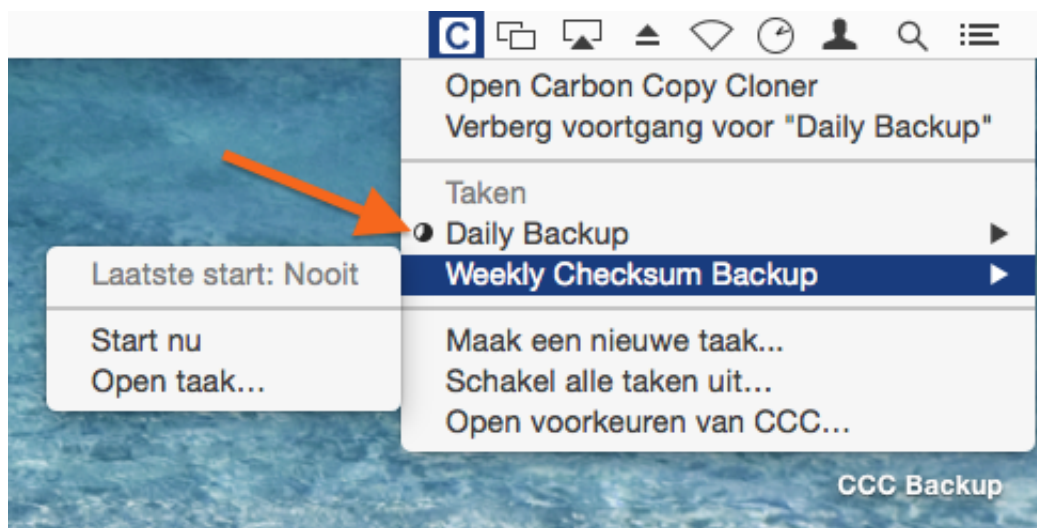 C
Open Carbon Copy Cloner
Verberg voortgang voor "Daily Backup"
Taken
Daily Backup
Weekly Checksum Backup
Laatste start: Nooit
Start nu
Open taak...
Maak een nieuwe taak...
Schakel alle taken uit...
Open voorkeuren van CCC...
CCC Backup